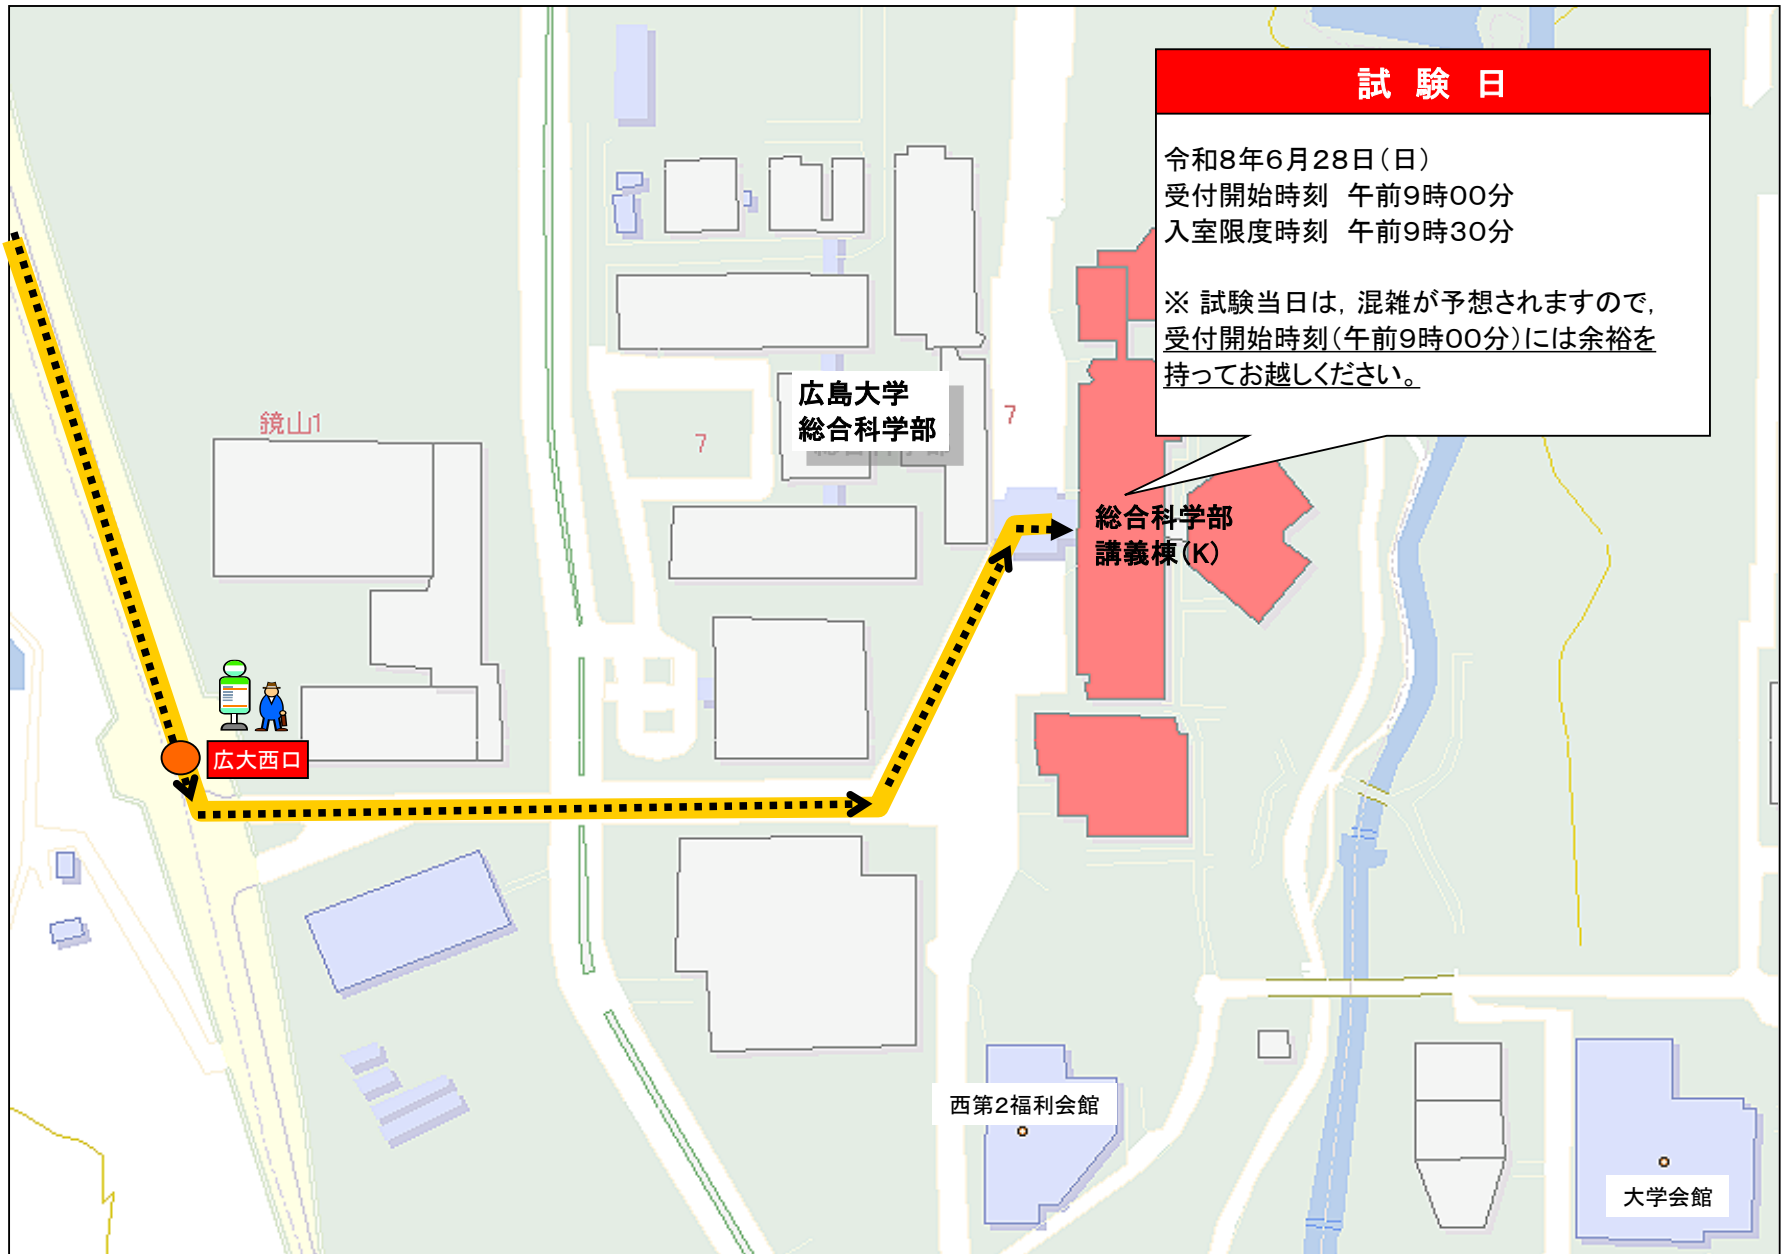 試 験 日
令和8年6月28日(日)
受付開始時刻 午前9時00分
入室限度時刻 午前9時30分
※ 試験当日は, 混雑が予想されますので,
受付開始時刻(午前9時00分)には余裕を
持ってお越しください。
広島大学
総合科学部
鏡山1
7
7
総合科学部
講義棟(K)
広大西口
西第2福利会館
大学会館